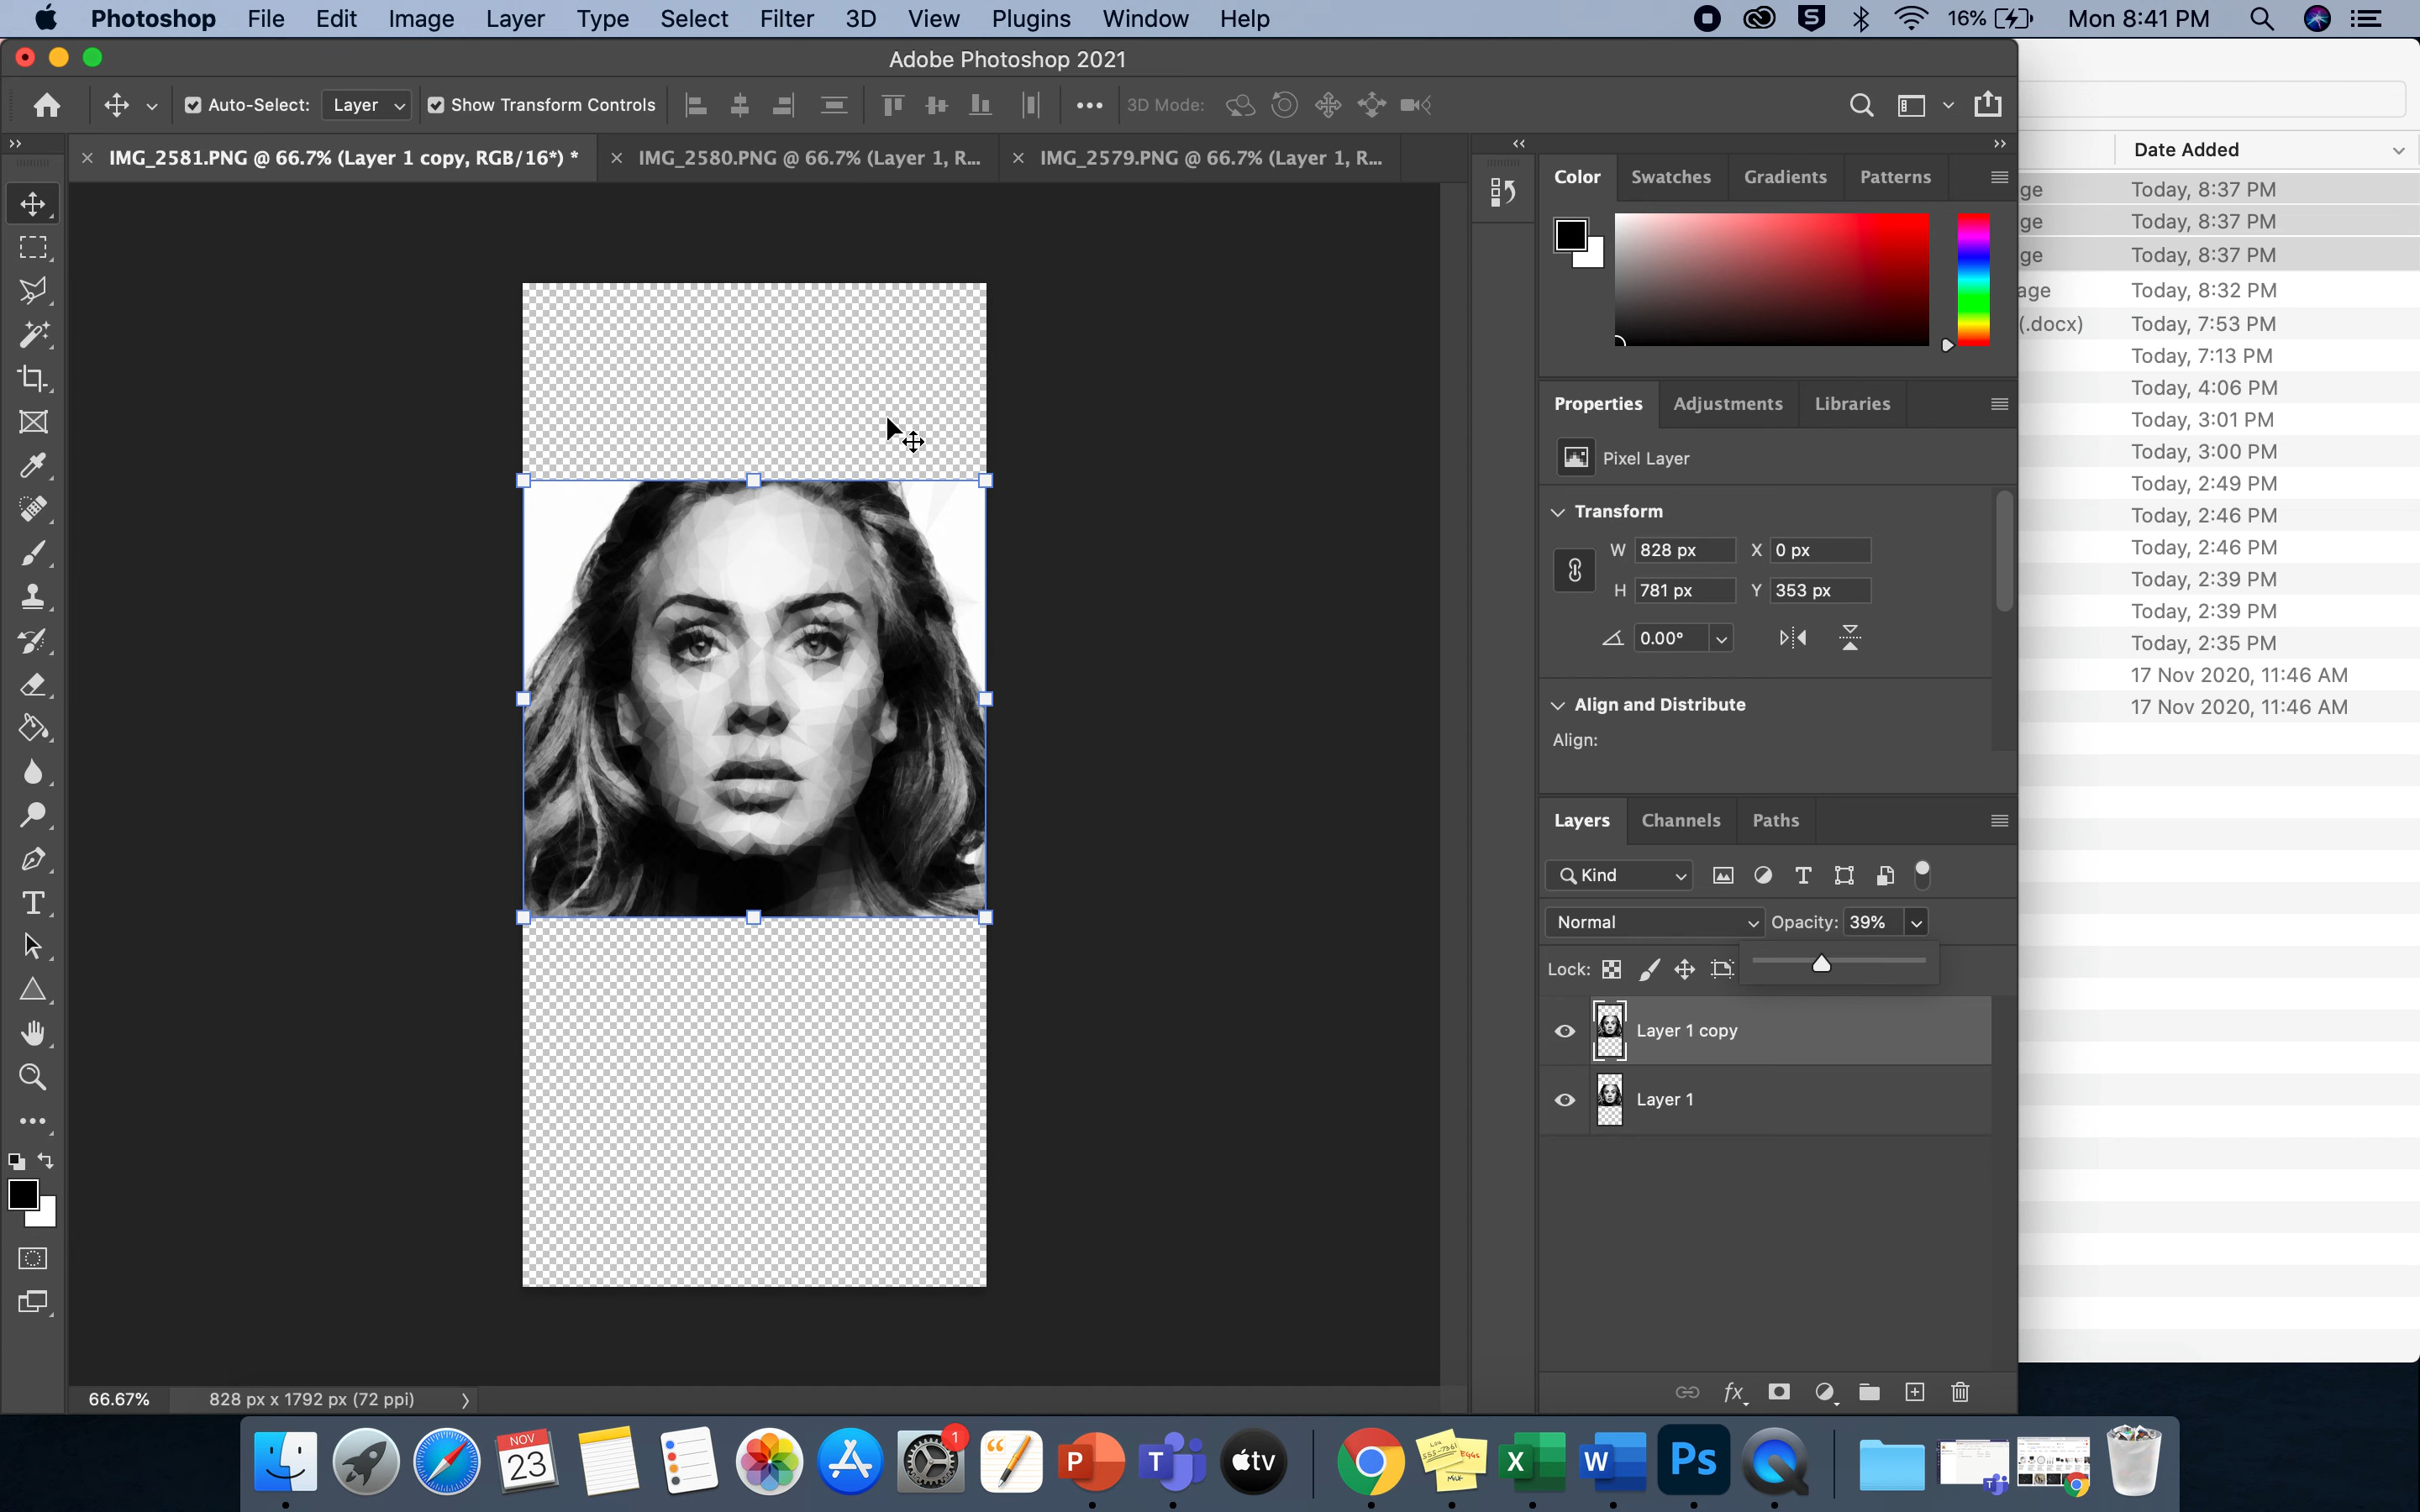 Photoshop File Edit Image Layer Type Select Filter 3D View Plugins Window Help 16% Mon 8:41 PM
Adobe Photoshop 2021
Auto-Select: Layer Show Transform Controls 3D Mode:
IMG_2581.PNG @ 66.7% (Layer 1 copy, RGB/16*) * IMG_2580.PNG @ 66.7% (Layer 1, R... IMG_2579.PNG @ 66.7% (Layer 1, R...
Color Swatches Gradients Patterns
Properties Adjustments Libraries
Pixel Layer
Transform
W 828 px X 0 px
H 781 px Y 353 px
0.00°
Align and Distribute
Align:
Layers Channels Paths
Kind
Normal Opacity: 39%
Lock:
Layer 1 copy
Layer 1
66.67% 828 px x 1792 px (72 ppi)
Date Added
ge Today, 8:37 PM
ge Today, 8:37 PM
ge Today, 8:37 PM
age Today, 8:32 PM
(.docx) Today, 7:53 PM
Today, 7:13 PM
Today, 4:06 PM
Today, 3:01 PM
Today, 3:00 PM
Today, 2:49 PM
Today, 2:46 PM
Today, 2:46 PM
Today, 2:39 PM
Today, 2:39 PM
Today, 2:35 PM
17 Nov 2020, 11:46 AM
17 Nov 2020, 11:46 AM
NOV
23
1
P
T
tv
X
W
Ps